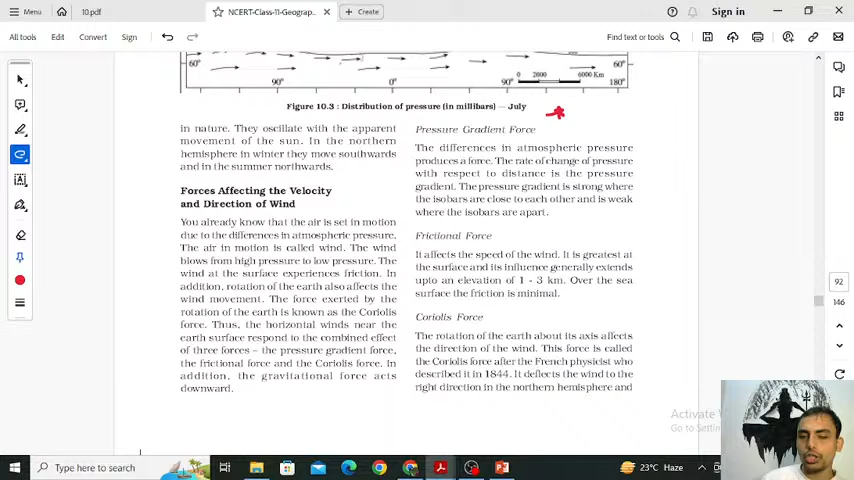 Menu
10.pdf
NCERT-Class-11-Geograp..
Create
Sign in
All tools
Edit
Convert
Sign
Find text or tools
60°
60°
90°
0°
90°
180°
0 2000 6000 Km
Figure 10.3 : Distribution of pressure (in millibars) — July
in nature. They oscillate with the apparent
movement of the sun. In the northern
hemisphere in winter they move southwards
and in the summer northwards.
Forces Affecting the Velocity
and Direction of Wind
You already know that the air is set in motion
due to the differences in atmospheric pressure.
The air in motion is called wind. The wind
blows from high pressure to low pressure. The
wind at the surface experiences friction. In
addition, rotation of the earth also affects the
wind movement. The force exerted by the
rotation of the earth is known as the Coriolis
force. Thus, the horizontal winds near the
earth surface respond to the combined effect
of three forces – the pressure gradient force,
the frictional force and the Coriolis force. In
addition, the gravitational force acts
downward.
Pressure Gradient Force
The differences in atmospheric pressure
produces a force. The rate of change of pressure
with respect to distance is the pressure
gradient. The pressure gradient is strong where
the isobars are close to each other and is weak
where the isobars are apart.
Frictional Force
It affects the speed of the wind. It is greatest at
the surface and its influence generally extends
upto an elevation of 1 - 3 km. Over the sea
surface the friction is minimal.
Coriolis Force
The rotation of the earth about its axis affects
the direction of the wind. This force is called
the Coriolis force after the French physicist who
described it in 1844. It deflects the wind to the
right direction in the northern hemisphere and
92
146
Activate
Go to Setting
Type here to search
23°C Haze